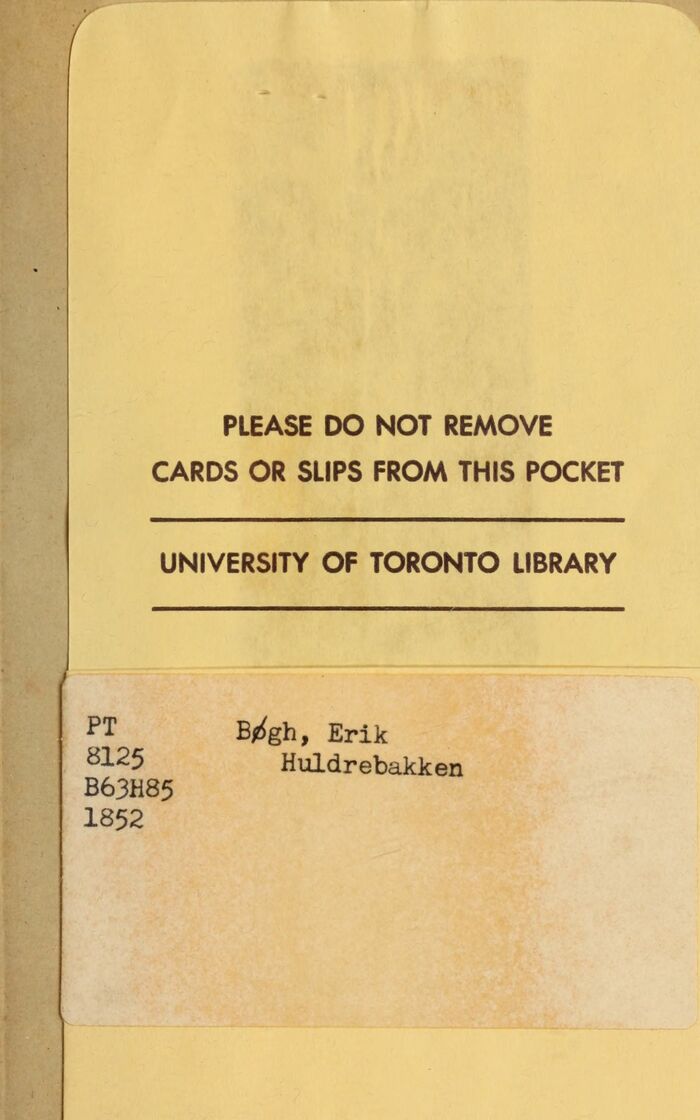 PLEASE DO NOT REMOVE
CARDS OR SLIPS FROM THIS POCKET
UNIVERSITY OF TORONTO LIBRARY
PT
8125
B63H85
1852
Bøgh, Erik
Huldrebakken